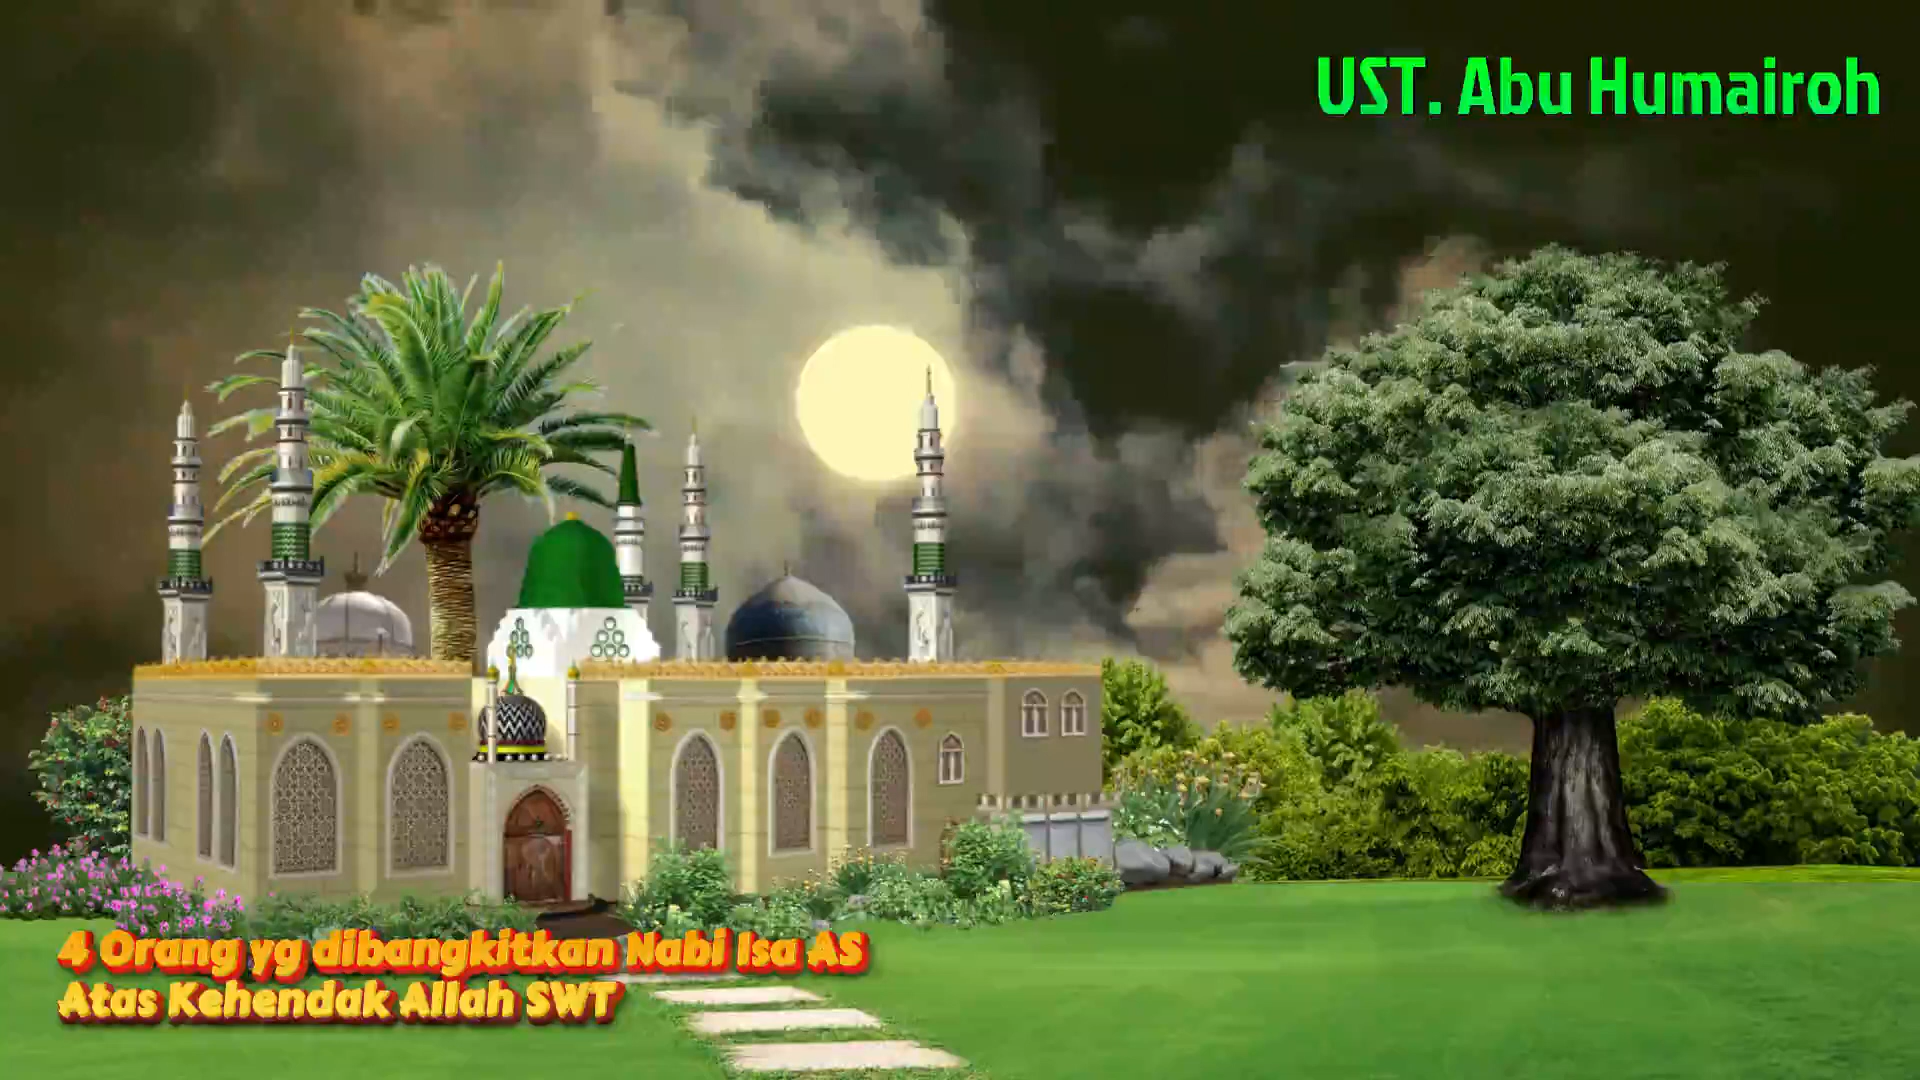 UST. Abu Humairoh
4 Orang yg dibangkitkan Nabi Isa AS
Atas Kehendak Allah SWT